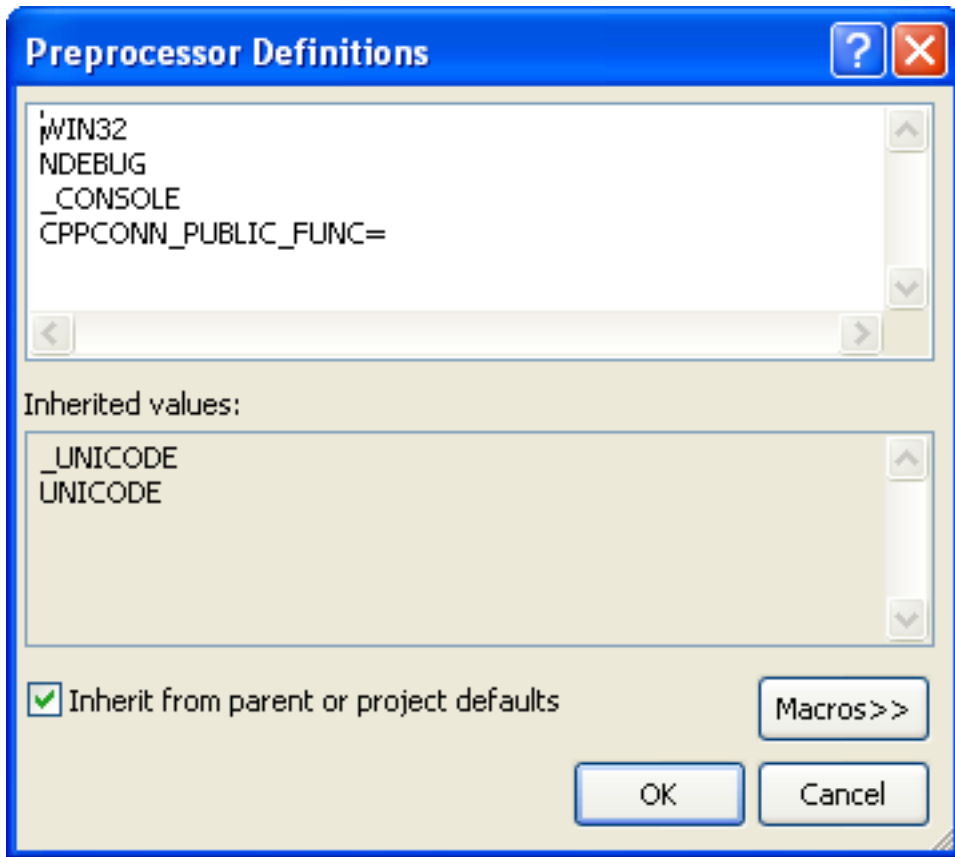 Preprocessor Definitions
WIN32
NDEBUG
_CONSOLE
CPPCONN_PUBLIC_FUNC=
Inherited values:
_UNICODE
UNICODE
Inherit from parent or project defaults
Macros>>
OK
Cancel